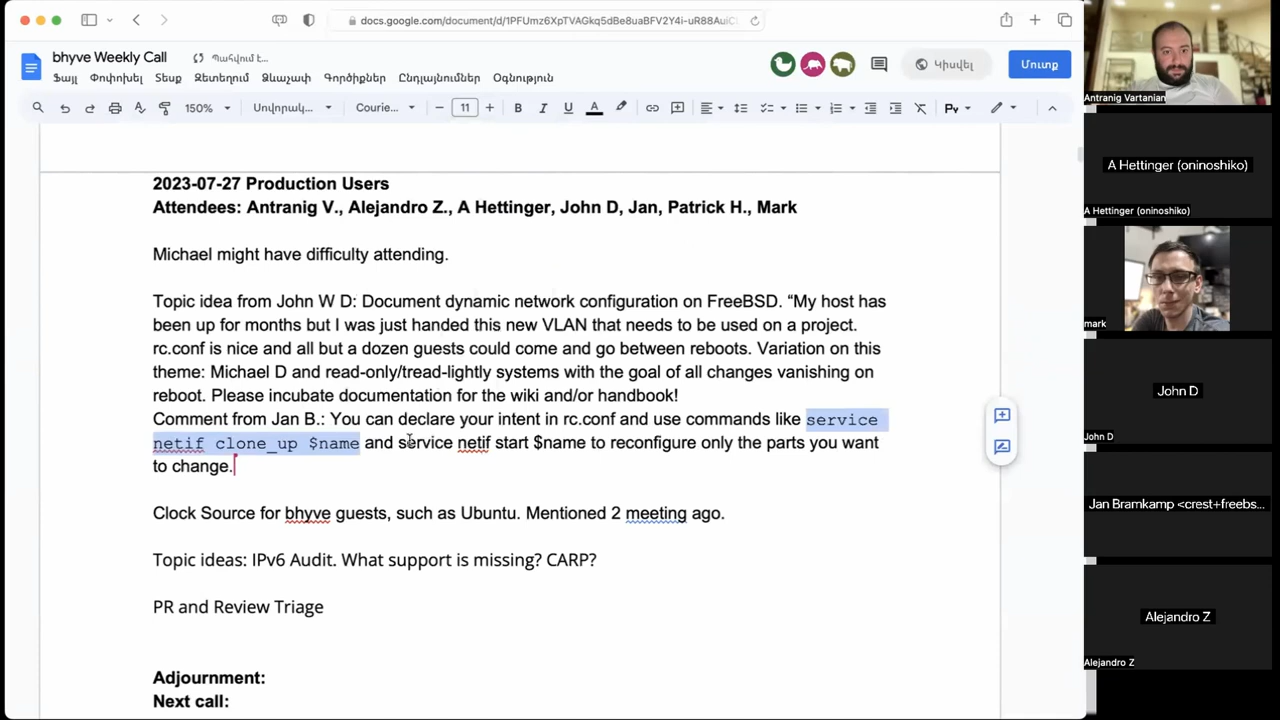 docs.google.com/document/d/1PFUmz6XpTVAGkq5dBe8uaBFV2Y4i-uR88AuiC
bhyve Weekly Call
Պահվում է...
Ֆայլ Փոփոխել Տեսք Զետեղում Ձևաչափ Գործիքներ Ընդլայնումներ Օգնություն
Կիսվել
Մուտք
150% Սովորակ... Courie... 11 B I U A
2023-07-27 Production Users
Attendees: Antranig V., Alejandro Z., A Hettinger, John D, Jan, Patrick H., Mark
Michael might have difficulty attending.
Topic idea from John W D: Document dynamic network configuration on FreeBSD. “My host has
been up for months but I was just handed this new VLAN that needs to be used on a project.
rc.conf is nice and all but a dozen guests could come and go between reboots. Variation on this
theme: Michael D and read-only/tread-lightly systems with the goal of all changes vanishing on
reboot. Please incubate documentation for the wiki and/or handbook!
Comment from Jan B.: You can declare your intent in rc.conf and use commands like service
netif clone_up $name and service netif start $name to reconfigure only the parts you want
to change.
Clock Source for bhyve guests, such as Ubuntu. Mentioned 2 meeting ago.
Topic ideas: IPv6 Audit. What support is missing? CARP?
PR and Review Triage
Adjournment:
Next call:
Antranig Vartanian
A Hettinger (oninoshiko)
A Hettinger (oninoshiko)
mark
John D
John D
Jan Bramkamp <crest+freebs...
Alejandro Z
Alejandro Z